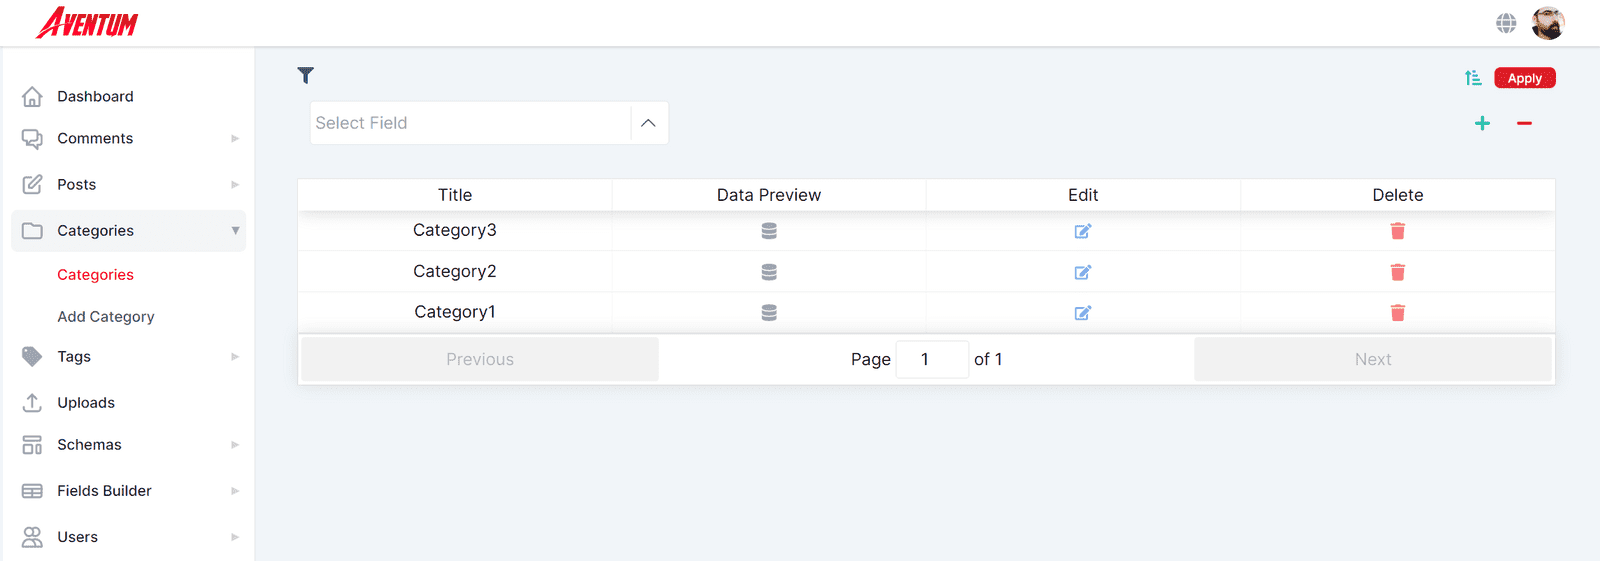 AVENTUM
Dashboard
Comments
Posts
Categories
Categories
Add Category
Tags
Uploads
Schemas
Fields Builder
Users
Apply
Select Field
Title Data Preview Edit Delete
Category3
Category2
Category1
Previous Page 1 of 1 Next